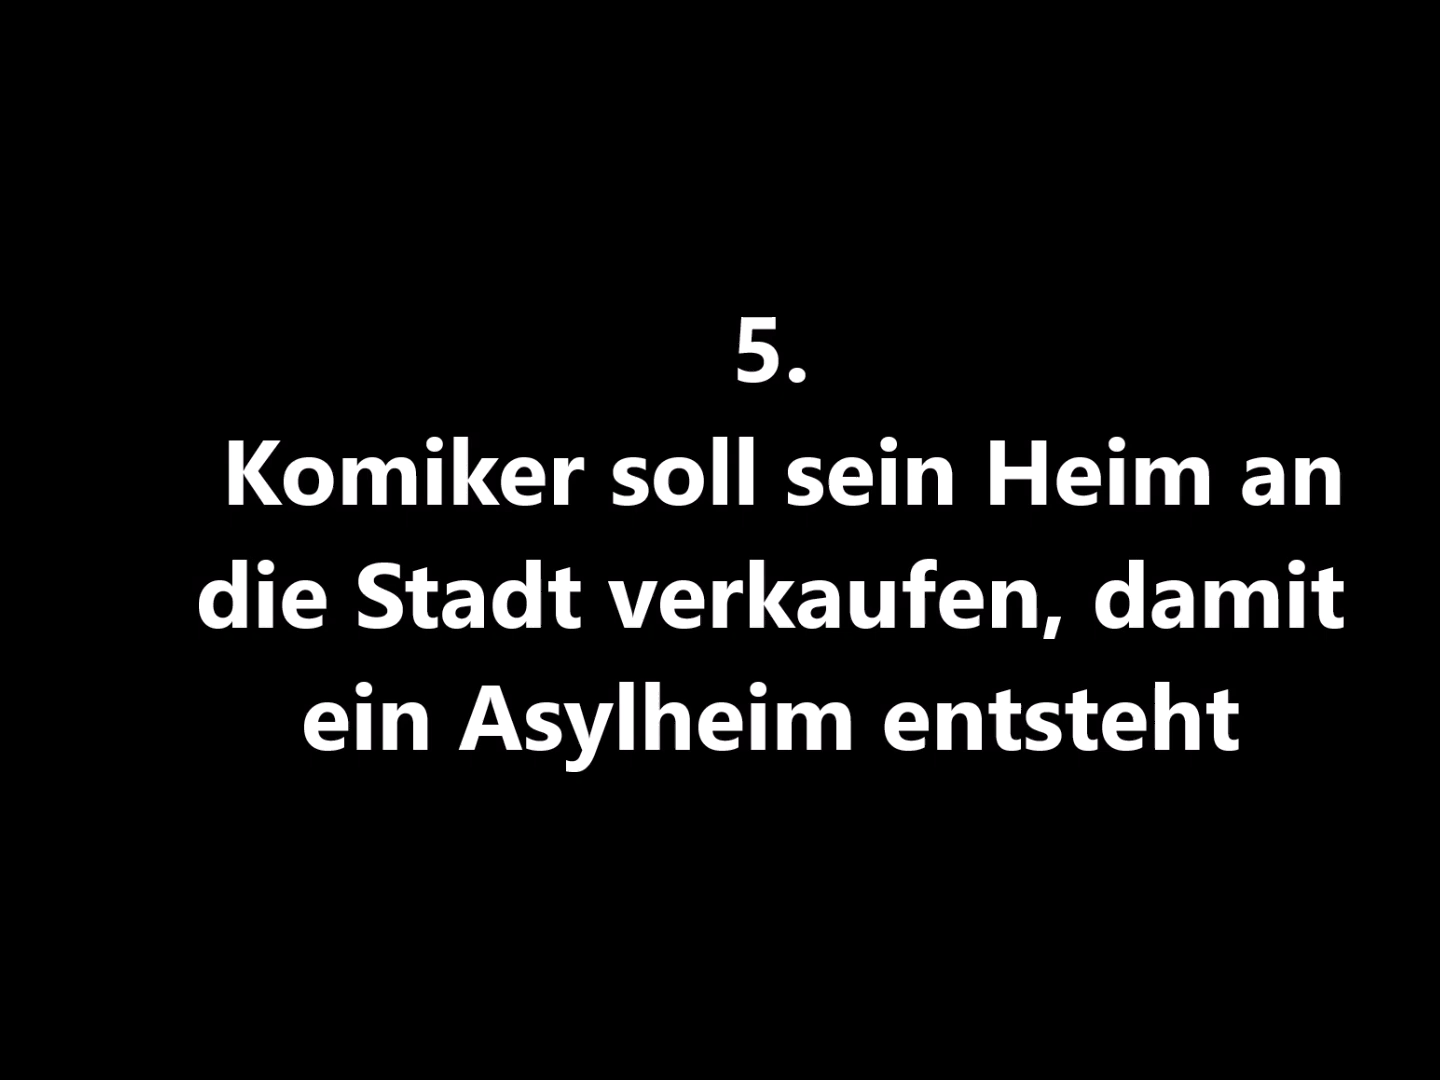 5.
Komiker soll sein Heim an
die Stadt verkaufen, damit
ein Asylheim entsteht